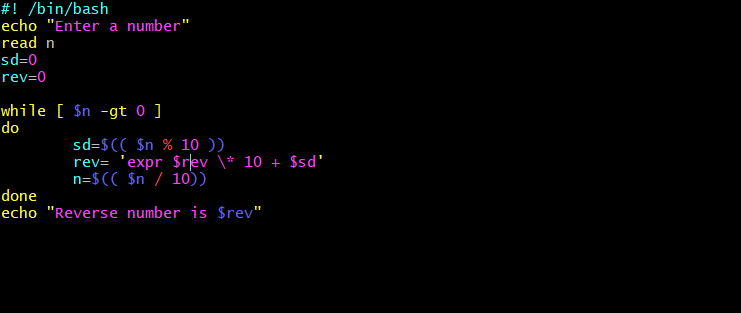 #! /bin/bash
echo "Enter a number"
read n
sd=0
rev=0
while [ $n -gt 0 ]
do
sd=$(( $n % 10 ))
rev= 'expr $rev \* 10 + $sd'
n=$(( $n / 10))
done
echo "Reverse number is $rev"